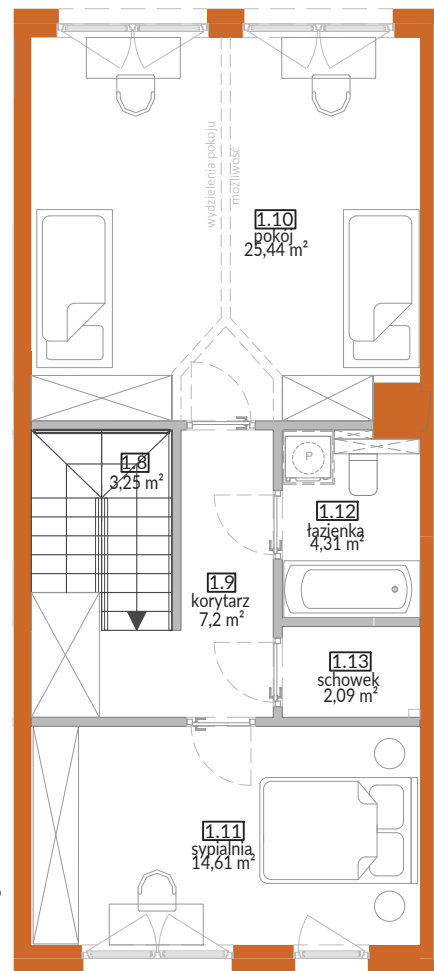 wydzielenia pokoju
możliwość
1.10
pokój
25,44 m²
1.8
3,25 m²
P
1.12
łazienka
4,31 m²
1.9
korytarz
7,2 m²
1.13
schowek
2,09 m²
1.11
sypialnia
14,61 m²